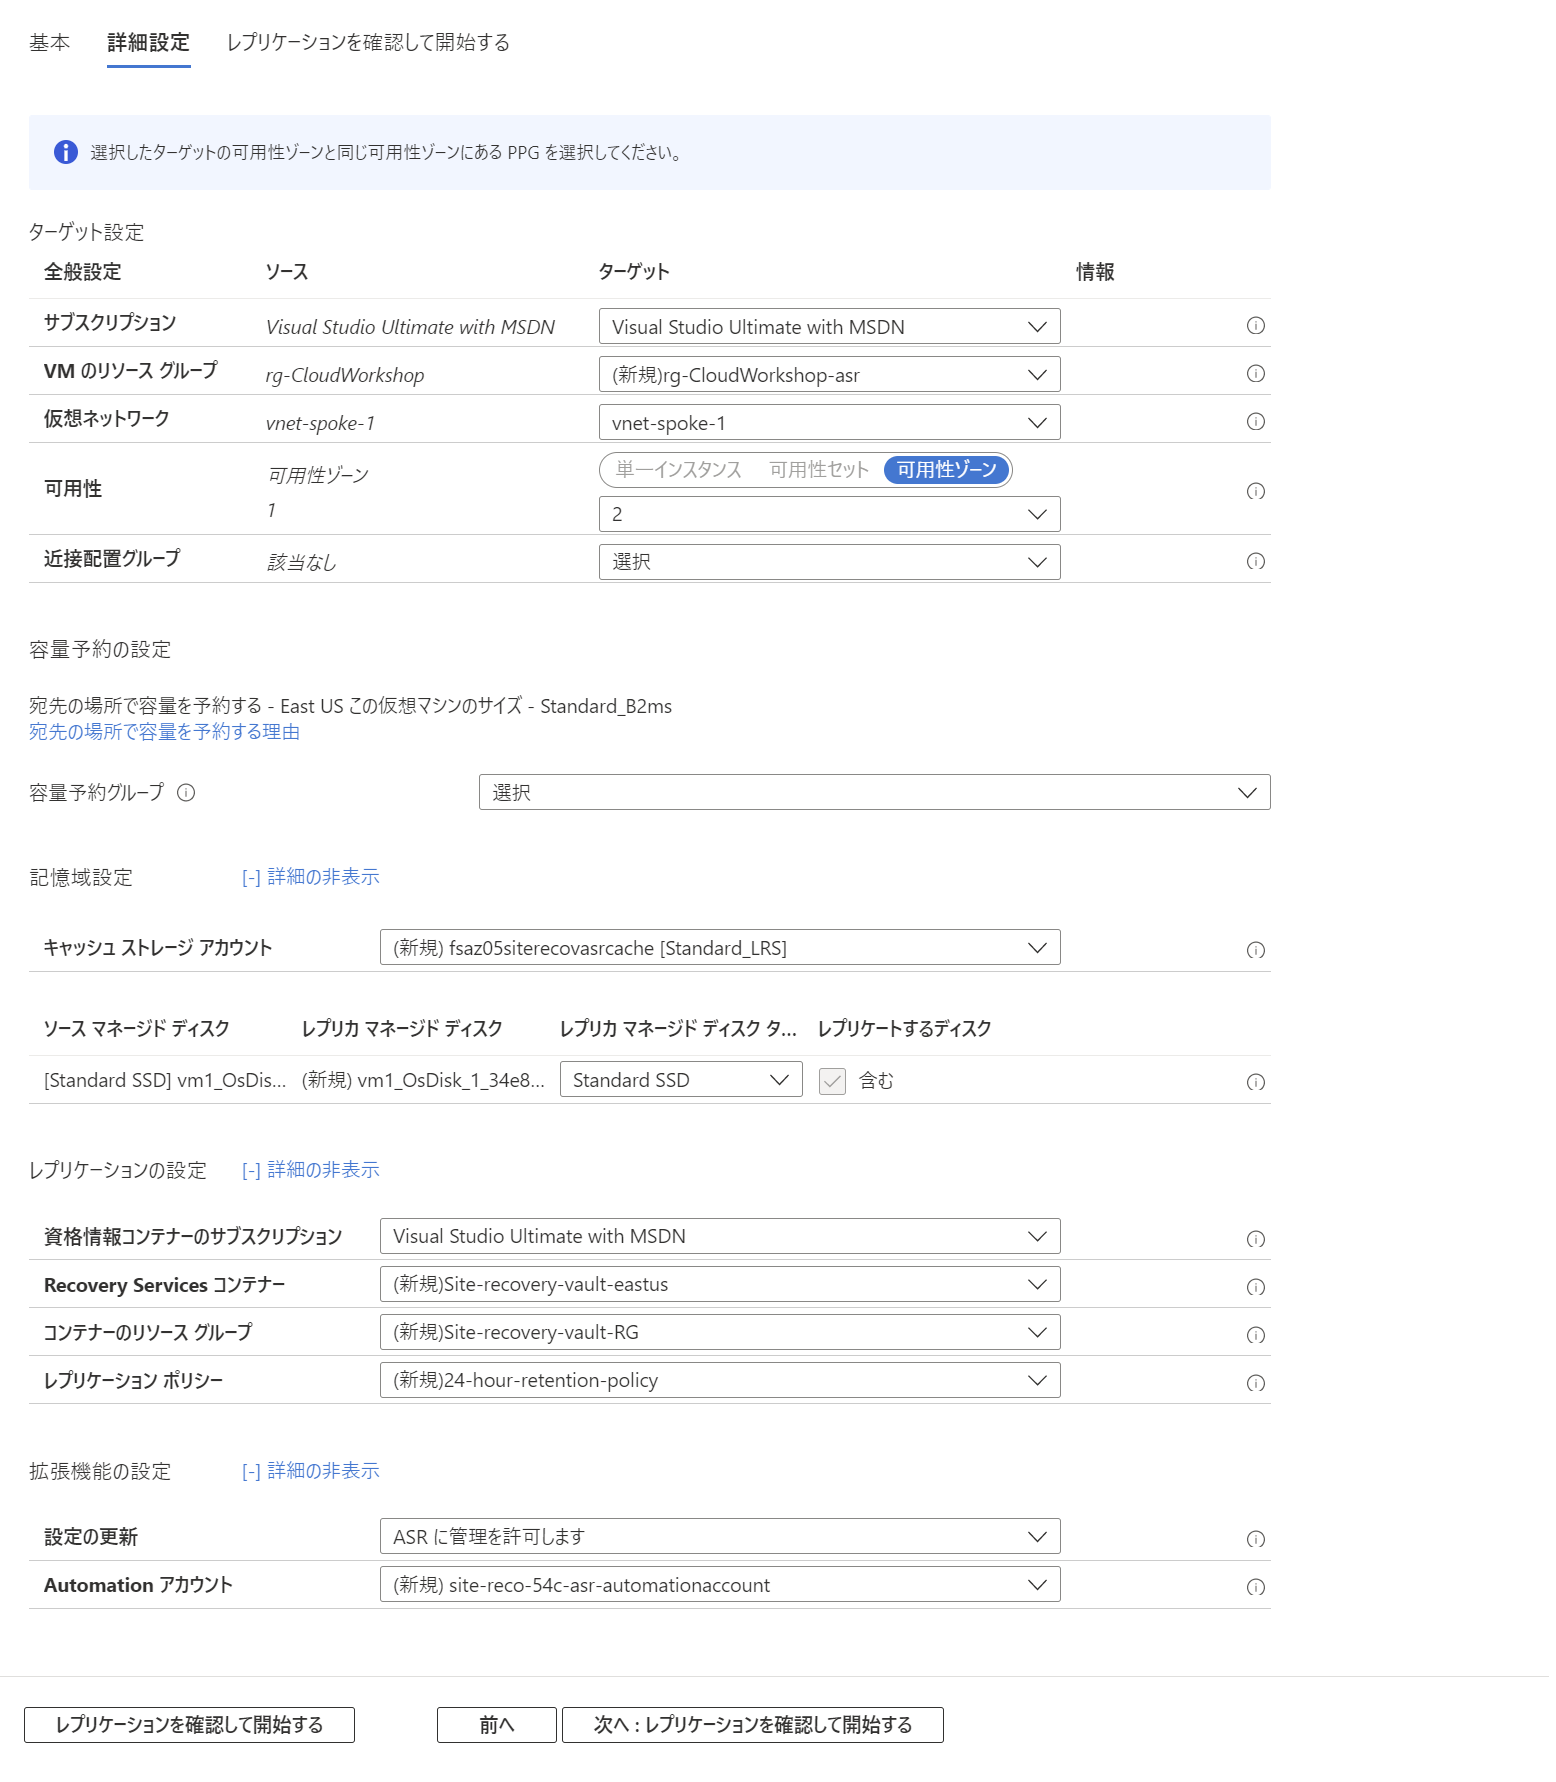 基本 詳細設定 レプリケーションを確認して開始する
選択したターゲットの可用性ゾーンと同じ可用性ゾーンにある PPG を選択してください。
ターゲット設定
全般設定 ソース ターゲット 情報
サブスクリプション Visual Studio Ultimate with MSDN Visual Studio Ultimate with MSDN
VM のリソース グループ rg-CloudWorkshop (新規)rg-CloudWorkshop-asr
仮想ネットワーク vnet-spoke-1 vnet-spoke-1
可用性 可用性ゾーン 単一インスタンス 可用性セット 可用性ゾーン
1 2
近接配置グループ 該当なし 選択
容量予約の設定
宛先の場所で容量を予約する - East US この仮想マシンのサイズ - Standard_B2ms
宛先の場所で容量を予約する理由
容量予約グループ 選択
記憶域設定 [-] 詳細の非表示
キャッシュ ストレージ アカウント (新規) fsaz05siterecovasrcache [Standard_LRS]
ソース マネージド ディスク レプリカ マネージド ディスク レプリカ マネージド ディスク タ... レプリケートするディスク
[Standard SSD] vm1_OsDis... (新規) vm1_OsDisk_1_34e8... Standard SSD 含む
レプリケーションの設定 [-] 詳細の非表示
資格情報コンテナーのサブスクリプション Visual Studio Ultimate with MSDN
Recovery Services コンテナー (新規)Site-recovery-vault-eastus
コンテナーのリソース グループ (新規)Site-recovery-vault-RG
レプリケーション ポリシー (新規)24-hour-retention-policy
拡張機能の設定 [-] 詳細の非表示
設定の更新 ASR に管理を許可します
Automation アカウント (新規) site-reco-54c-asr-automationaccount
レプリケーションを確認して開始する 前へ 次へ : レプリケーションを確認して開始する